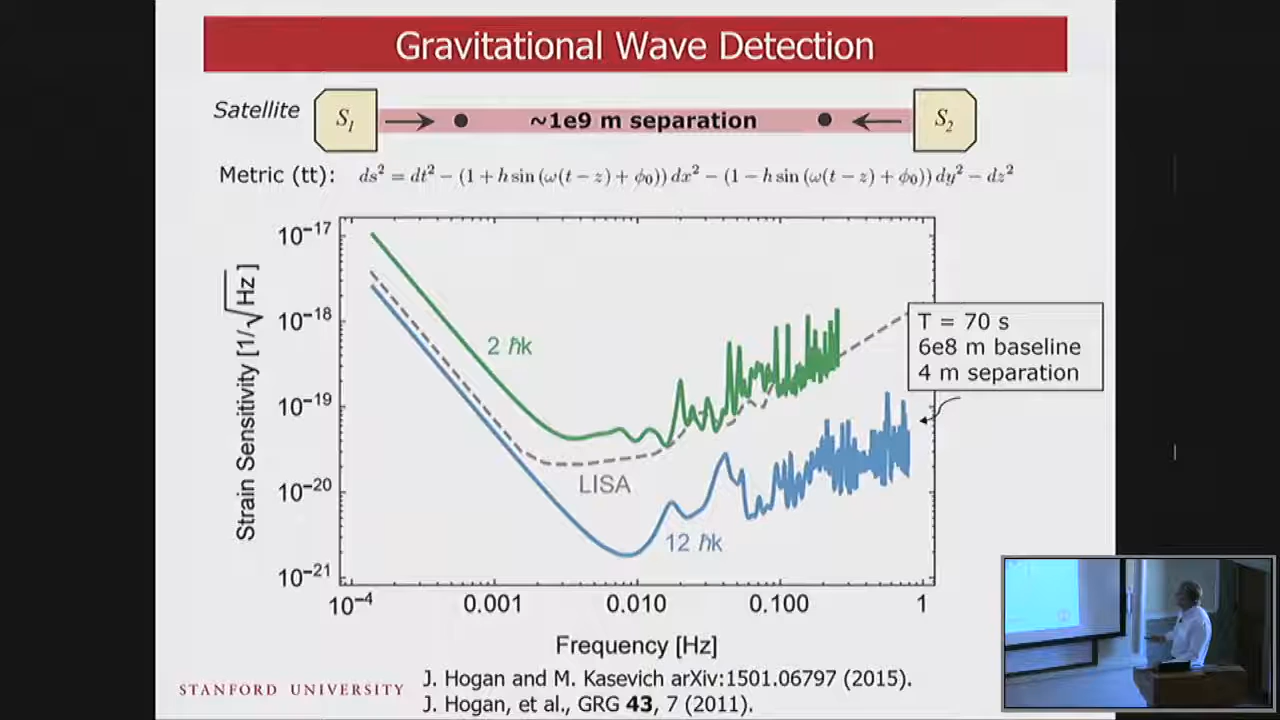 Gravitational Wave Detection
Satellite
S₁
~1e9 m separation
S₂
Metric (tt): ds² = dt² − (1 + h sin (ω(t − z) + ϕ₀)) dx² − (1 − h sin (ω(t − z) + ϕ₀)) dy² − dz²
Strain Sensitivity [1/√Hz]
10⁻¹⁷
10⁻¹⁸
10⁻¹⁹
10⁻²⁰
10⁻²¹
2 ℏk
LISA
12 ℏk
T = 70 s
6e8 m baseline
4 m separation
10⁻⁴ 0.001 0.010 0.100 1
Frequency [Hz]
STANFORD UNIVERSITY
J. Hogan and M. Kasevich arXiv:1501.06797 (2015).
J. Hogan, et al., GRG 43, 7 (2011).